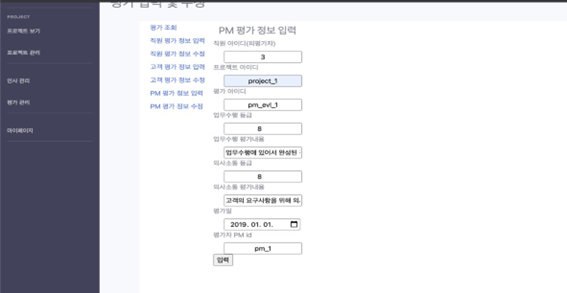 평가 입력 및 수정
PROJECT
프로젝트 보기
프로젝트 관리
인사 관리
평가 관리
마이페이지
평가 조회
직원 평가 정보 입력
직원 평가 정보 수정
고객 평가 정보 입력
고객 평가 정보 수정
PM 평가 정보 입력
PM 평가 정보 수정
PM 평가 정보 입력
직원 아이디(피평가자)
3
프로젝트 아이디
project_1
평가 아이디
pm_evl_1
업무수행 등급
8
업무수행 평가내용
업무수행에 있어서 완성된
의사소통 등급
8
의사소통 평가내용
고객의 요구사항을 위해 의
평가일
2019. 01. 01.
평가자 PM id
pm_1
입력